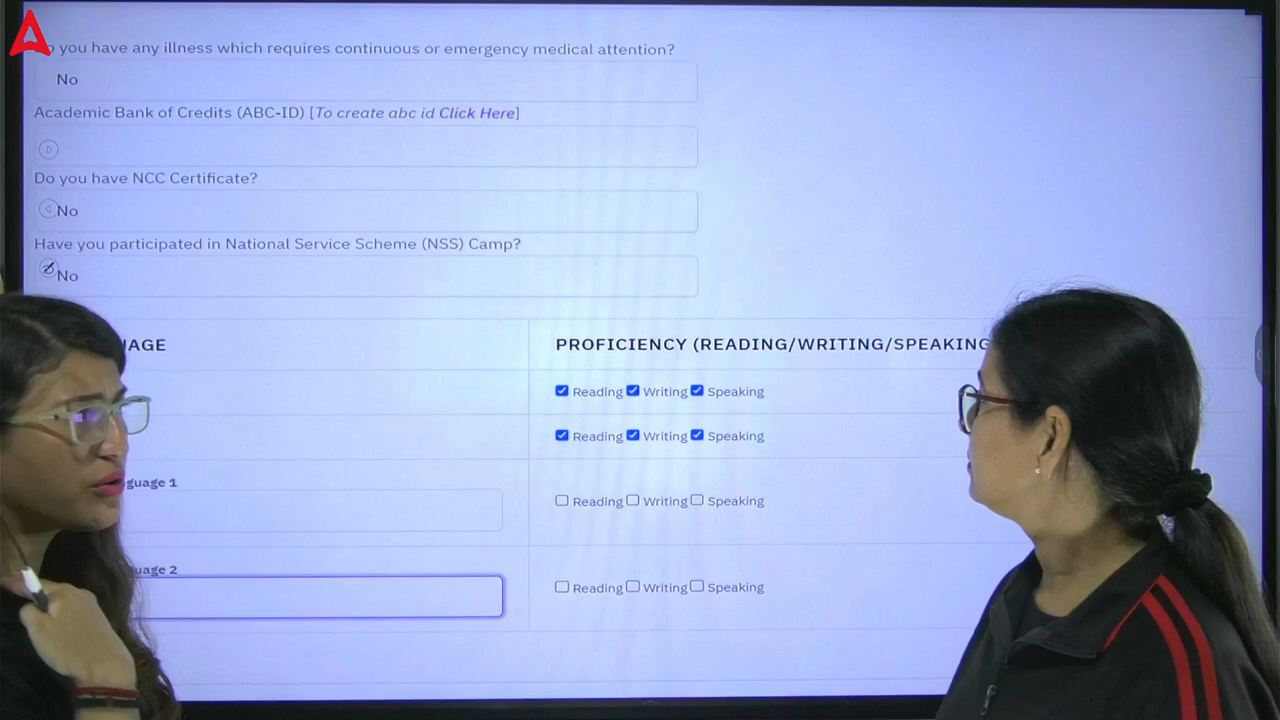 you have any illness which requires continuous or emergency medical attention?
No
Academic Bank of Credits (ABC-ID) [To create abc id Click Here]
Do you have NCC Certificate?
No
Have you participated in National Service Scheme (NSS) Camp?
No
PROFICIENCY (READING/WRITING/SPEAKING
Reading Writing Speaking
Reading Writing Speaking
1
Reading Writing Speaking
2
Reading Writing Speaking